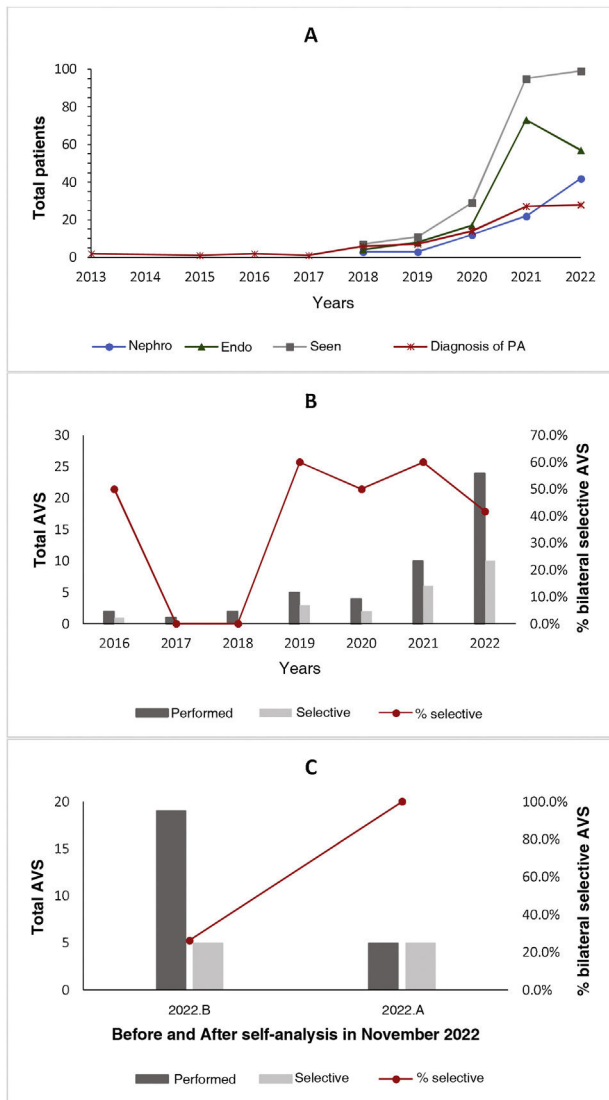 A
Total patients
100
80
60
40
20
0
2013 2014 2015 2016 2017 2018 2019 2020 2021 2022
Years
Nephro Endo Seen Diagnosis of PA
B
Total AVS
30
25
20
15
10
5
0
70.0%
60.0%
50.0%
40.0%
30.0%
20.0%
10.0%
0.0%
% bilateral selective AVS
2016 2017 2018 2019 2020 2021 2022
Years
Performed Selective % selective
C
Total AVS
20
15
10
5
0
100.0%
80.0%
60.0%
40.0%
20.0%
0.0%
% bilateral selective AVS
2022.B 2022.A
Before and After self-analysis in November 2022
Performed Selective % selective